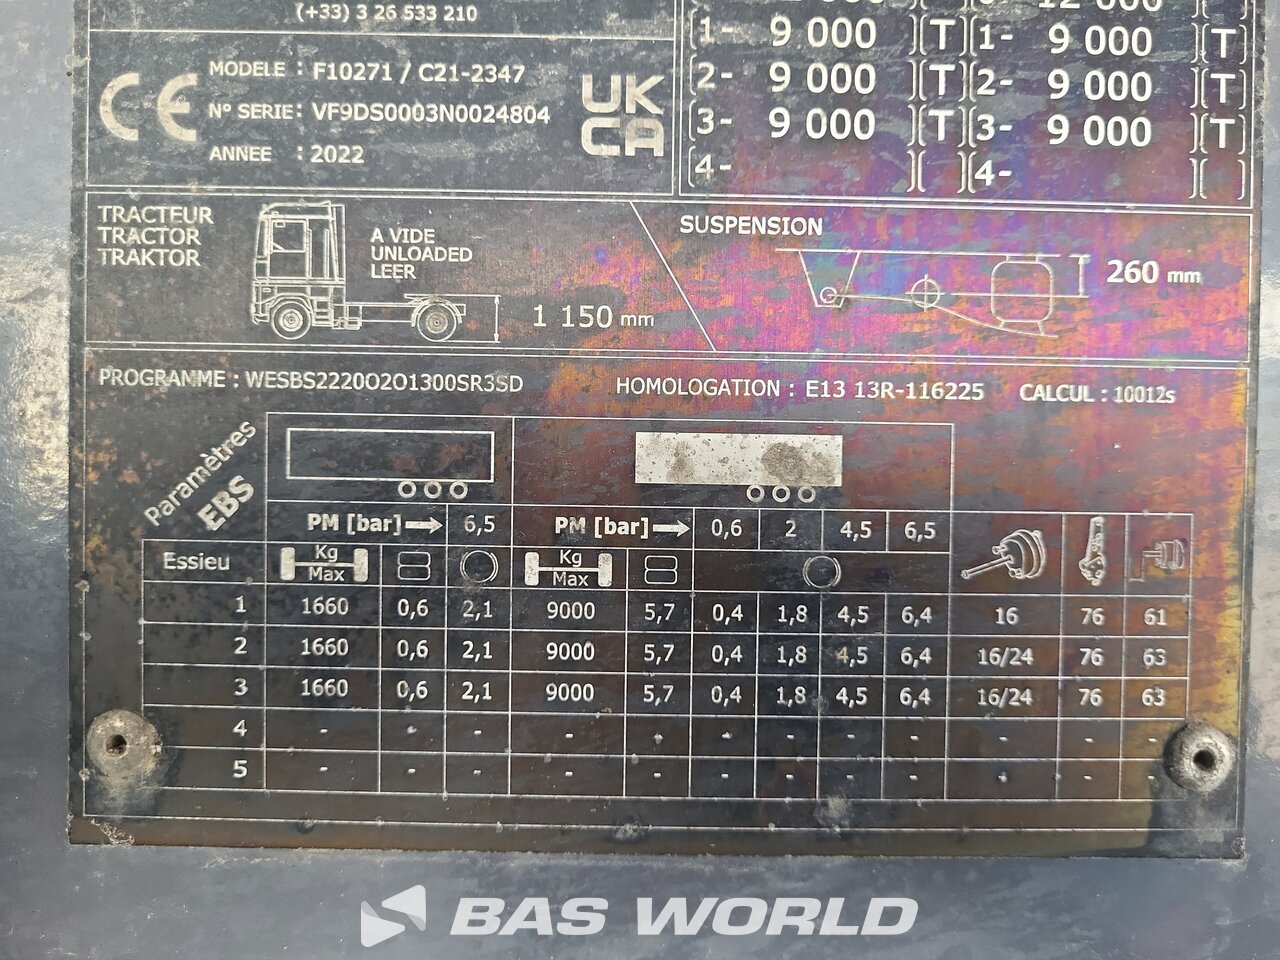 (+33) 3 26 533 210
MODELE : F10271 / C21-2347
N° SERIE : VF9DS0003N0024804
ANNEE : 2022
CE
UK
CA
12 000
(1- 9 000 )(T)(1- 9 000 )(T)
(2- 9 000 )(T)(2- 9 000 )(T)
(3- 9 000 )(T)(3- 9 000 )(T)
(4- )( )(4- )( )
TRACTEUR
TRACTOR
TRAKTOR
A VIDE
UNLOADED
LEER
1 150 mm
SUSPENSION
260 mm
PROGRAMME : WESBS2220O2O1300SR3SD HOMOLOGATION : E13 13R-116225 CALCUL : 10012s
Paramètres
EBS
PM [bar] 6,5 PM [bar] 0,6 2 4,5 6,5
Essieu Kg Max Kg Max
1 1660 0,6 2,1 9000 5,7 0,4 1,8 4,5 6,4 16 76 61
2 1660 0,6 2,1 9000 5,7 0,4 1,8 4,5 6,4 16/24 76 63
3 1660 0,6 2,1 9000 5,7 0,4 1,8 4,5 6,4 16/24 76 63
4 - - - - - - - - - - - -
5 - - - - - - - - - - - -
BAS WORLD